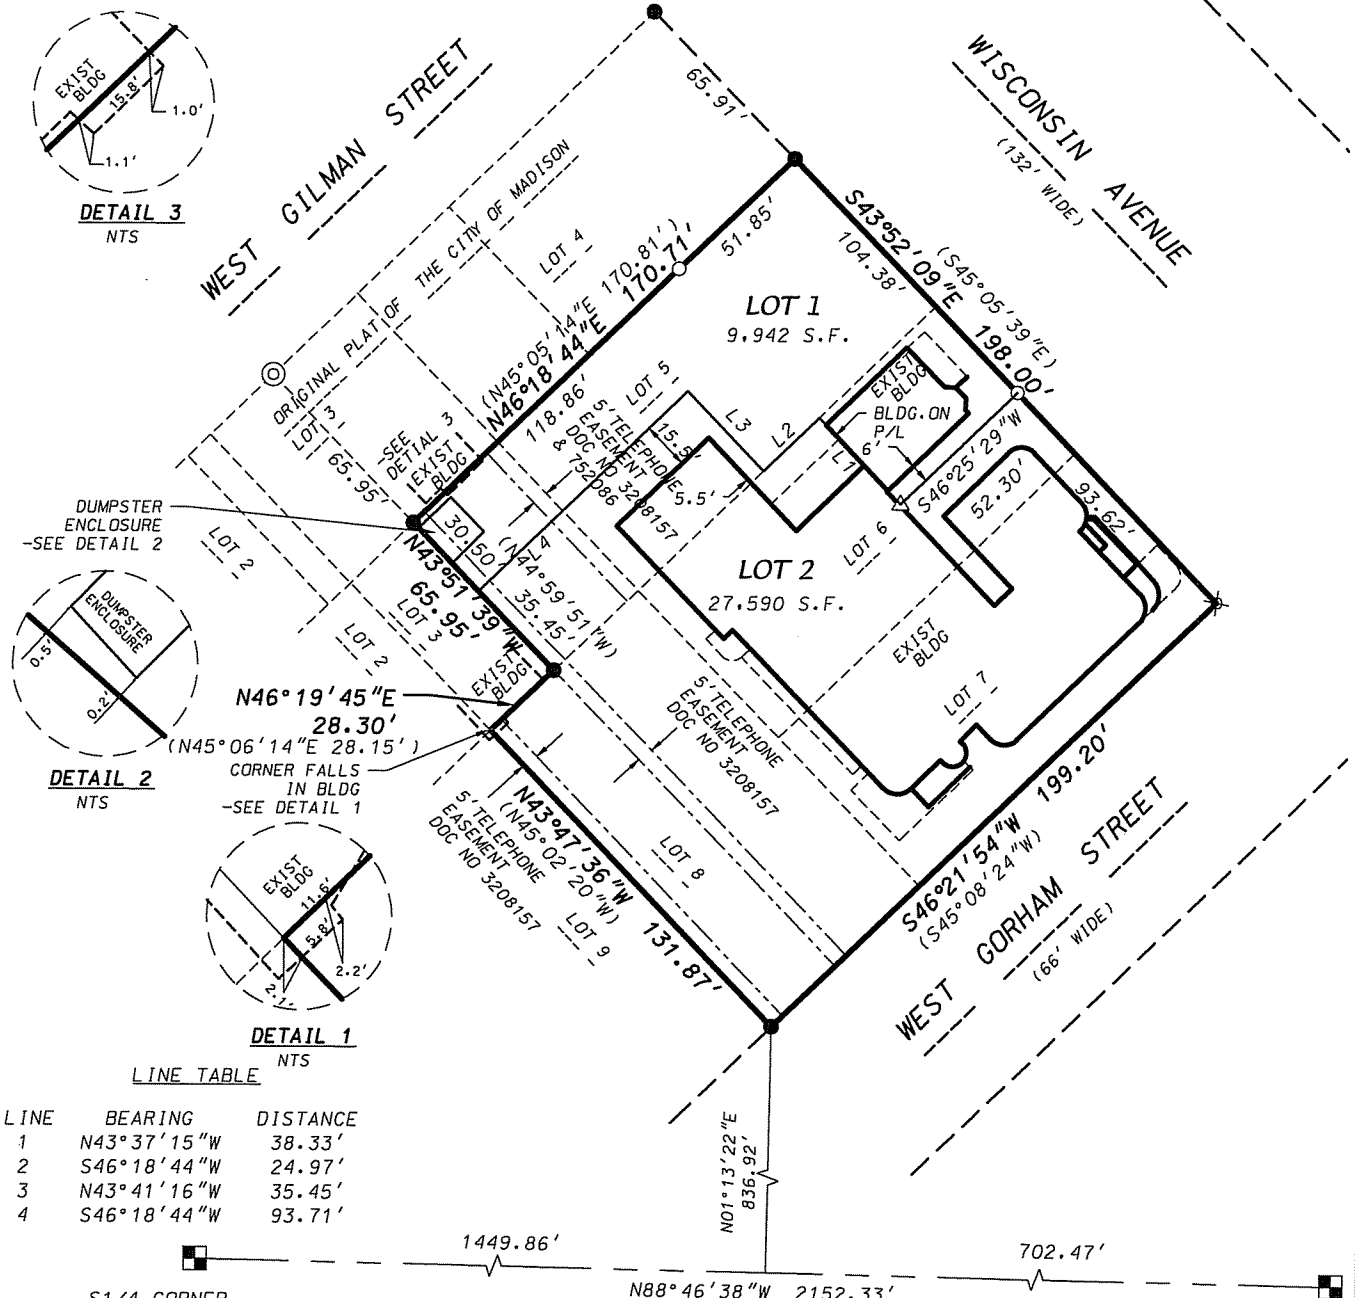 EXIST
BLDG
15.8'
1.0'
1.1'
DETAIL 3
NTS
WEST GILMAN STREET
65.91'
WISCONSIN AVENUE
(132' WIDE)
ORIGINAL PLAT OF THE CITY OF MADISON
LOT 4
LOT 3
65.95'
LOT 2
(N45°05'14"E 170.81')
N46°18'44"E 170.71'
51.85'
118.86'
S43°52'09"E 198.00'
(S45°05'39"E)
104.38'
93.62'
LOT 1
9,942 S.F.
LOT 5
L3
L2
L1
L4
EXIST
BLDG
BLDG.ON
P/L
6'
S46°25'29"W
52.30'
15.5'
5.5'
5'TELEPHONE
EASEMENT
DOC NO 3208157
& 752086
-SEE
DETIAL 3
EXIST
BLDG
DUMPSTER
ENCLOSURE
-SEE DETAIL 2
30.50'
N43°51'39"W
65.95'
(N44°59'51"W)
35.45'
LOT 3
LOT 2
LOT 2
27,590 S.F.
LOT 6
EXIST
BLDG
LOT 7
DUMPSTER
ENCLOSURE
0.5'
0.2'
DETAIL 2
NTS
EXIST
BLDG
N46°19'45"E
28.30'
(N45°06'14"E 28.15')
CORNER FALLS
IN BLDG
-SEE DETAIL 1
5'TELEPHONE
EASEMENT
DOC NO 3208157
5'TELEPHONE
EASEMENT
DOC NO 3208157
N43°47'36"W 131.87'
(N45°02'20"W)
LOT 8
LOT 9
S46°21'54"W 199.20'
(S45°08'24"W)
WEST GORHAM STREET
(66' WIDE)
EXIST
BLDG
11.6'
5.8'
2.2'
2.1'
DETAIL 1
NTS
LINE TABLE
LINE BEARING DISTANCE
1 N43°37'15"W 38.33'
2 S46°18'44"W 24.97'
3 N43°41'16"W 35.45'
4 S46°18'44"W 93.71'
N01°13'22"E
836.92'
1449.86'
702.47'
N88°46'38"W 2152.33'
S1/4 CORNER